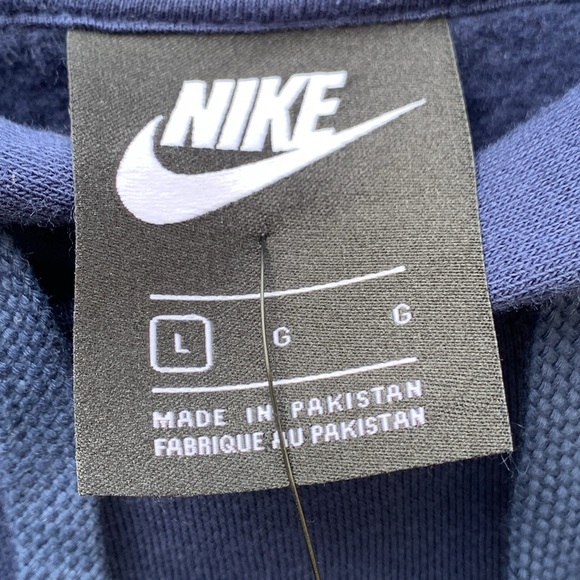 NIKE
L G G
MADE IN PAKISTAN
FABRIQUE AU PAKISTAN